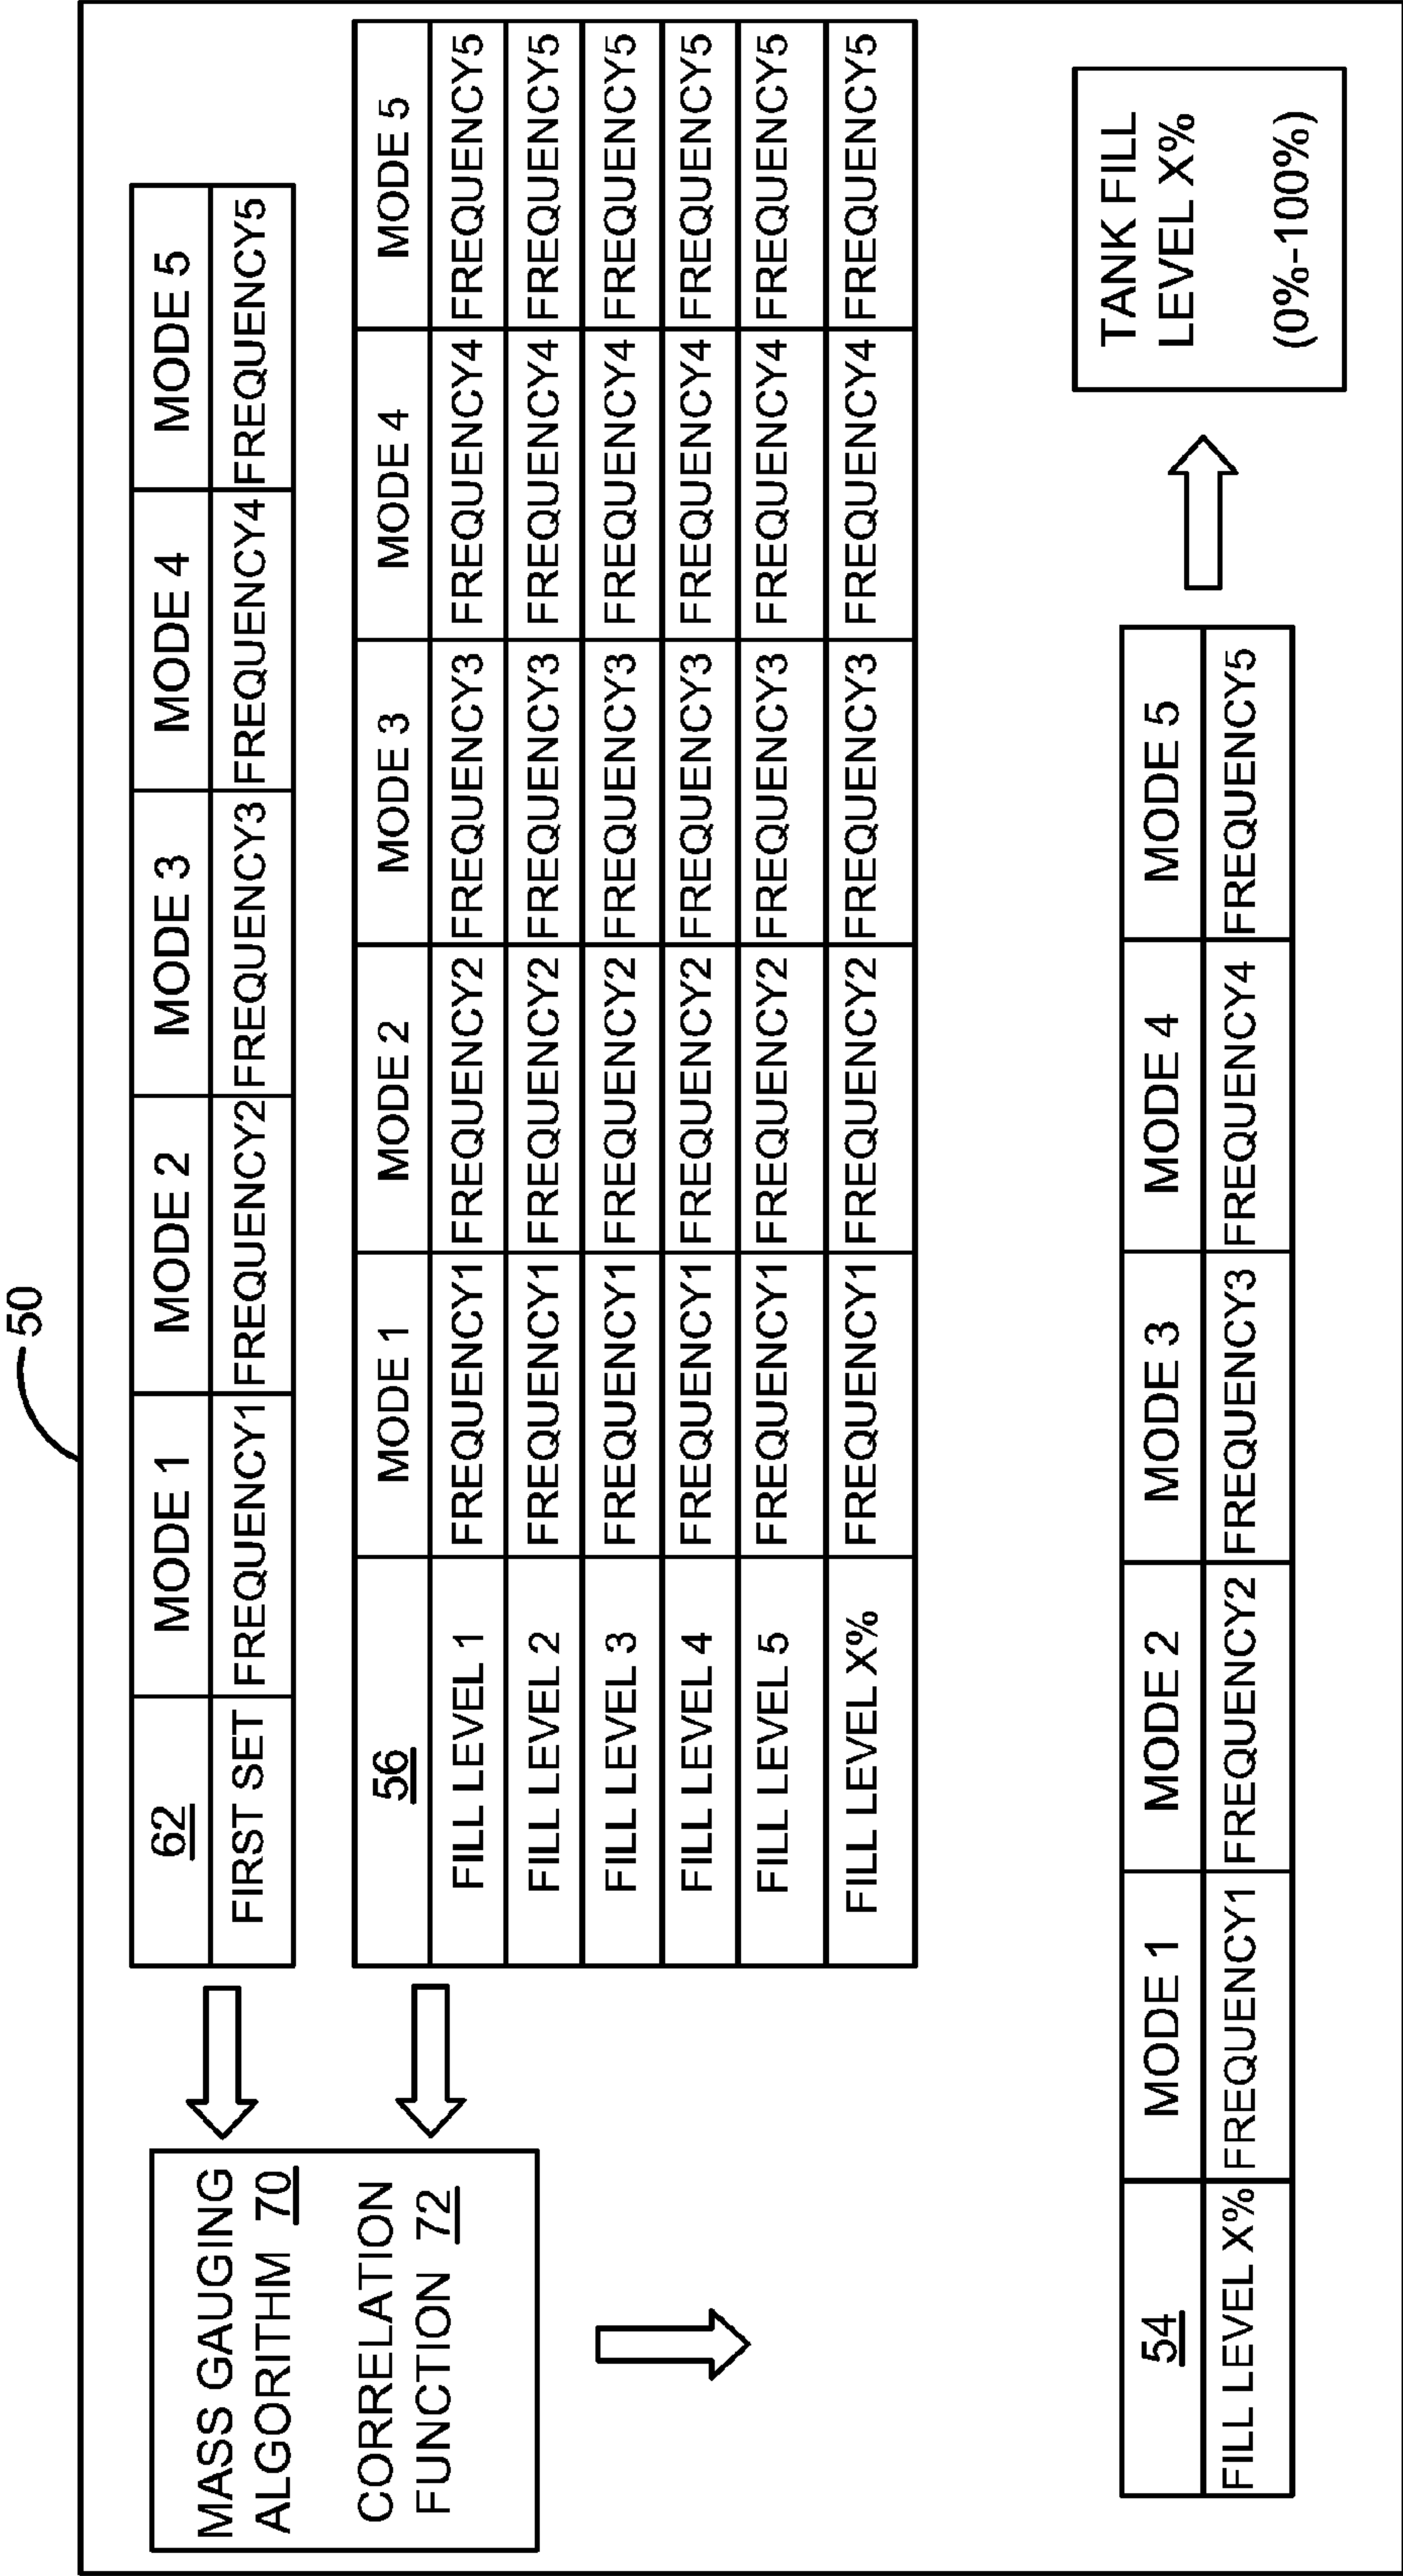 50
62 MODE 1 MODE 2 MODE 3 MODE 4 MODE 5
FIRST SET FREQUENCY1 FREQUENCY2 FREQUENCY3 FREQUENCY4 FREQUENCY5
MASS GAUGING
ALGORITHM 70
CORRELATION
FUNCTION 72
56 MODE 1 MODE 2 MODE 3 MODE 4 MODE 5
FILL LEVEL 1 FREQUENCY1 FREQUENCY2 FREQUENCY3 FREQUENCY4 FREQUENCY5
FILL LEVEL 2 FREQUENCY1 FREQUENCY2 FREQUENCY3 FREQUENCY4 FREQUENCY5
FILL LEVEL 3 FREQUENCY1 FREQUENCY2 FREQUENCY3 FREQUENCY4 FREQUENCY5
FILL LEVEL 4 FREQUENCY1 FREQUENCY2 FREQUENCY3 FREQUENCY4 FREQUENCY5
FILL LEVEL 5 FREQUENCY1 FREQUENCY2 FREQUENCY3 FREQUENCY4 FREQUENCY5
FILL LEVEL X% FREQUENCY1 FREQUENCY2 FREQUENCY3 FREQUENCY4 FREQUENCY5
54 MODE 1 MODE 2 MODE 3 MODE 4 MODE 5
FILL LEVEL X% FREQUENCY1 FREQUENCY2 FREQUENCY3 FREQUENCY4 FREQUENCY5
TANK FILL
LEVEL X%
(0%-100%)